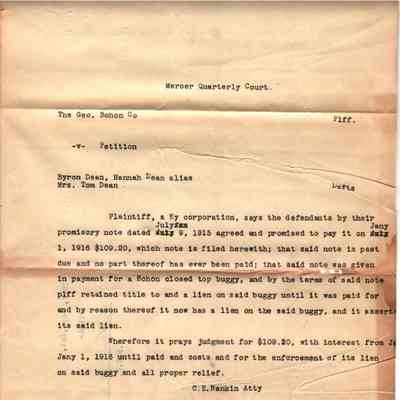 Mercer Quarterly Court.
The Geo. Bohon Co Plff.
-v- Petition
Byron Dean, Hannah Dean alias
Mrs. Tom Dean Defts
Plaintiff, a Ky corporation, says the defendants by their
July Jany
promissory note dated 9, 1915 agreed and promised to pay it on July
1, 1916 $109.20, which note is filed herewith; that said note is past
due and no part thereof has ever been paid; that said note was given
in payment for a Bohon closed top buggy, and by the terms of said note
plff retained title to and a lien on said buggy until it was paid for
and by reason thereof it now has a lien on the said buggy, and it asserts
its said lien.
Wherefore it prays judgment for $109.20, with interest from
Jany 1, 1916 until paid and costs and for the enforcement of its lien
on said buggy and all proper relief.
C.E.Rankin Atty